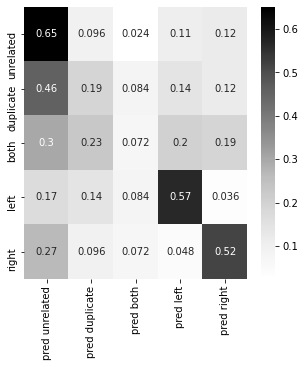 unrelated 0.65 0.096 0.024 0.11 0.12
duplicate 0.46 0.19 0.084 0.14 0.12
both 0.3 0.23 0.072 0.2 0.19
left 0.17 0.14 0.084 0.57 0.036
right 0.27 0.096 0.072 0.048 0.52
pred unrelated
pred duplicate
pred both
pred left
pred right
0.6
0.5
0.4
0.3
0.2
0.1